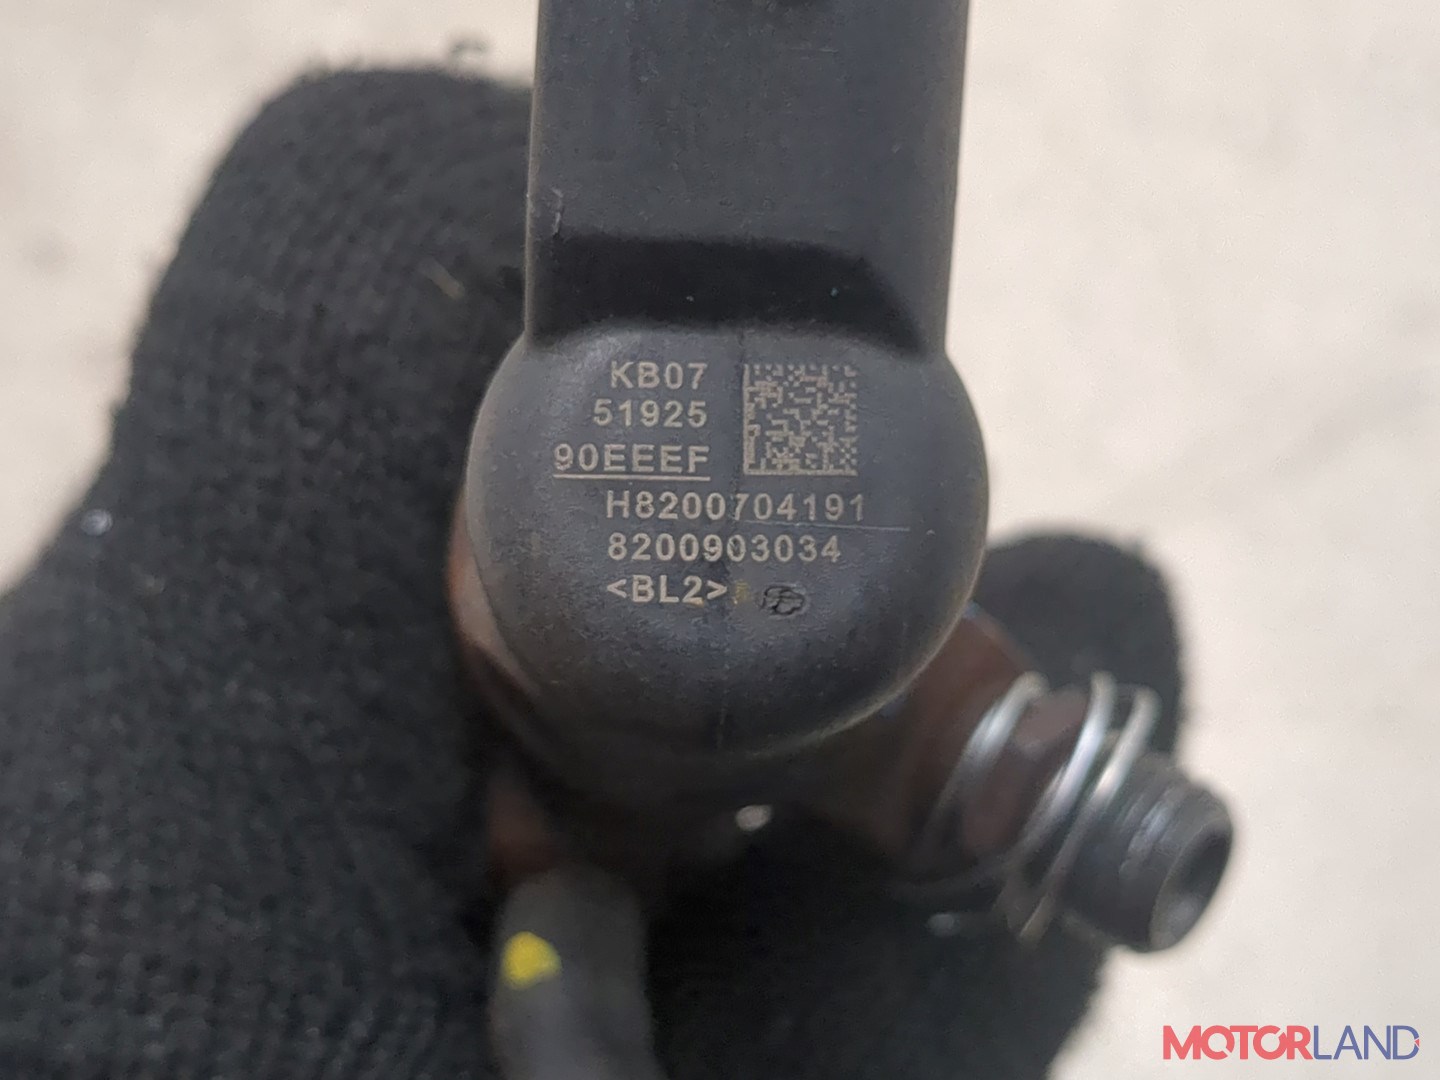 KB07
51925
90EEEF
H8200704191
8200903034
<BL2>
MOTORLAND